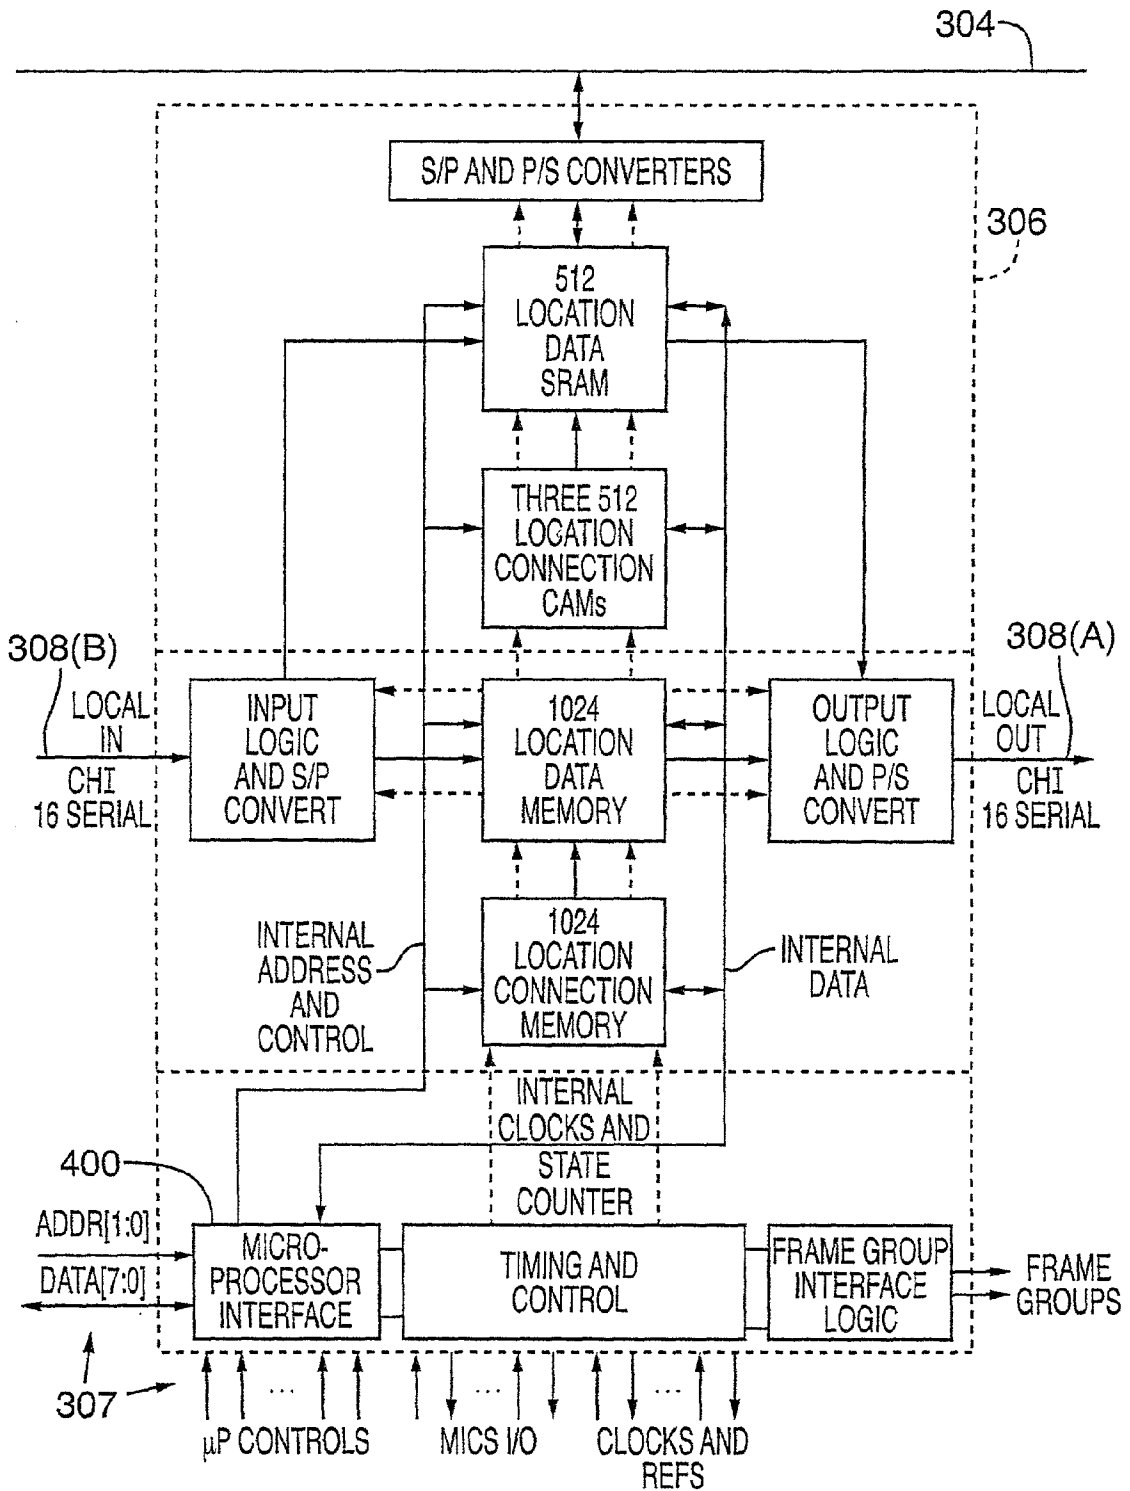 304
S/P AND P/S CONVERTERS
306
512
LOCATION
DATA
SRAM
THREE 512
LOCATION
CONNECTION
CAMs
308(B)
308(A)
LOCAL
IN
CHI
16 SERIAL
INPUT
LOGIC
AND S/P
CONVERT
1024
LOCATION
DATA
MEMORY
OUTPUT
LOGIC
AND P/S
CONVERT
LOCAL
OUT
CHI
16 SERIAL
INTERNAL
ADDRESS
AND
CONTROL
1024
LOCATION
CONNECTION
MEMORY
INTERNAL
DATA
INTERNAL
CLOCKS AND
STATE
COUNTER
400
ADDR[1:0]
DATA[7:0]
MICRO-
PROCESSOR
INTERFACE
TIMING AND
CONTROL
FRAME GROUP
INTERFACE
LOGIC
FRAME
GROUPS
307
...
...
...
µP CONTROLS
MICS I/O
CLOCKS AND
REFS